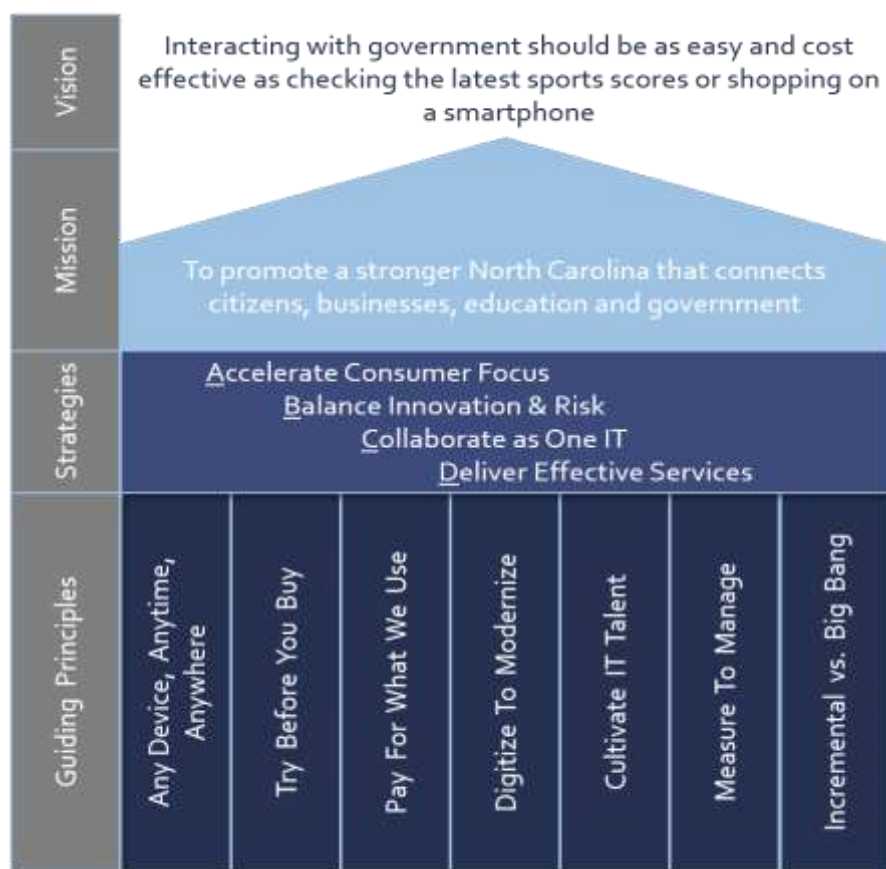 Vision
Interacting with government should be as easy and cost
effective as checking the latest sports scores or shopping on
a smartphone
Mission
To promote a stronger North Carolina that connects
citizens, businesses, education and government
Strategies
Accelerate Consumer Focus
Balance Innovation & Risk
Collaborate as One IT
Deliver Effective Services
Guiding Principles
Any Device, Anytime,
Anywhere
Try Before You Buy
Pay For What We Use
Digitize To Modernize
Cultivate IT Talent
Measure To Manage
Incremental vs. Big Bang